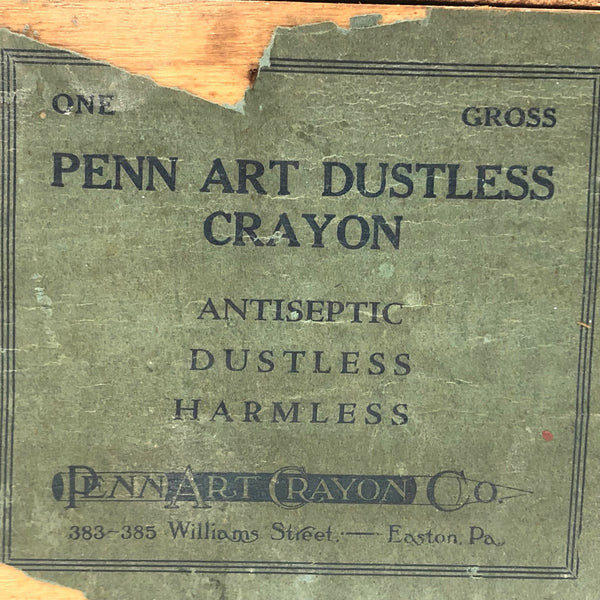 ONE GROSS
PENN ART DUSTLESS
CRAYON
ANTISEPTIC
DUSTLESS
HARMLESS
PENN ART CRAYON CO.
383-385 Williams Street. — Easton, Pa.